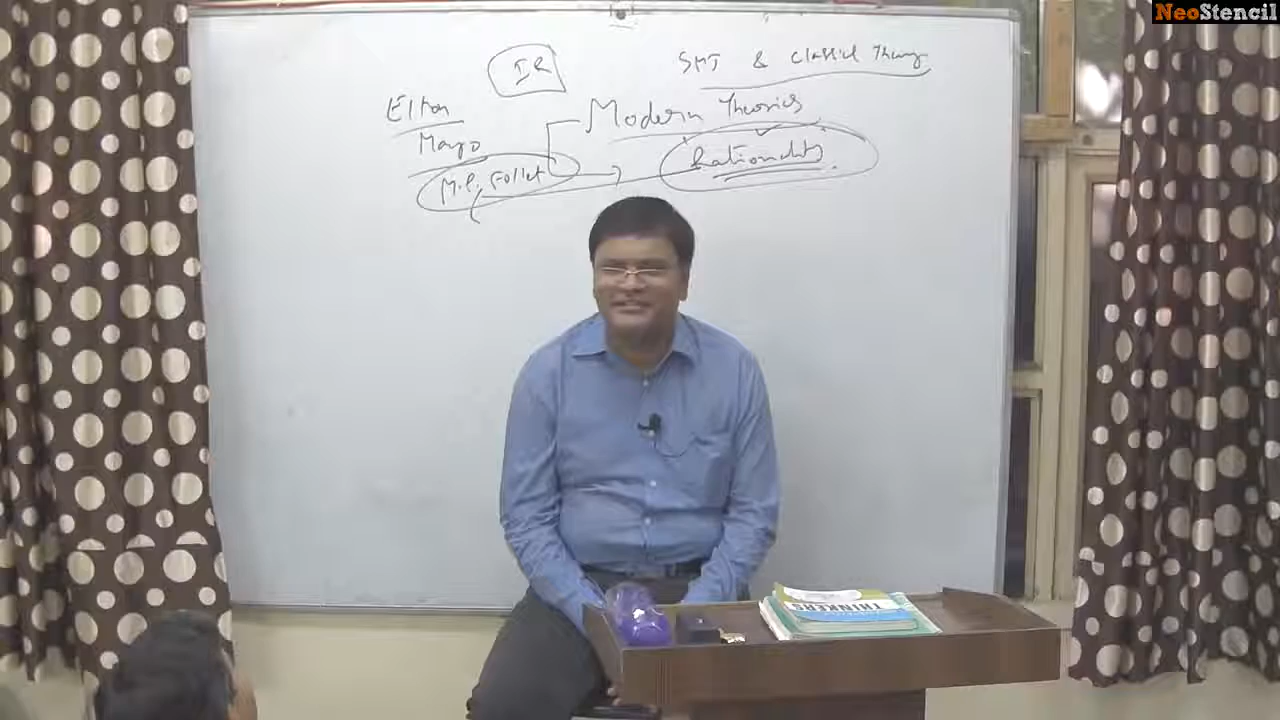 NeoStencil
IR
SMT & Classical Theory
Elton
Mayo
Modern Theories
Rationality
M.P. Follet
THINKERS